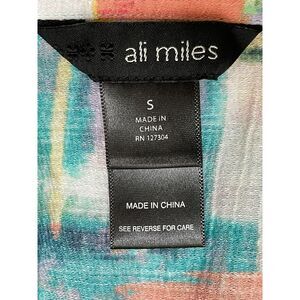 ali miles
S
MADE IN
CHINA
RN 127304
MADE IN CHINA
SEE REVERSE FOR CARE